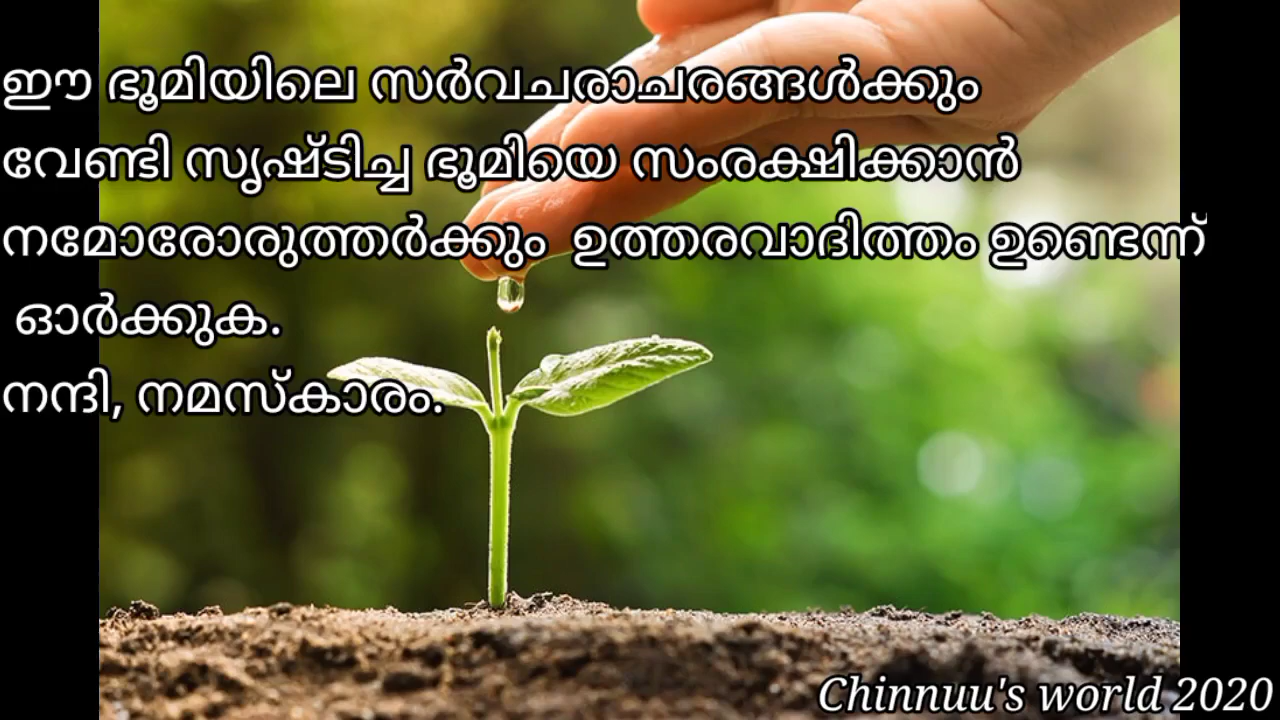 ഈ ഭൂമിയിലെ സർവചരാചരങ്ങൾക്കും
വേണ്ടി സൃഷ്ടിച്ച ഭൂമിയെ സംരക്ഷിക്കാൻ
നമോരോരുത്തർക്കും ഉത്തരവാദിത്തം ഉണ്ടെന്ന്
ഓർക്കുക.
നന്ദി, നമസ്കാരം.
Chinnuu's world 2020